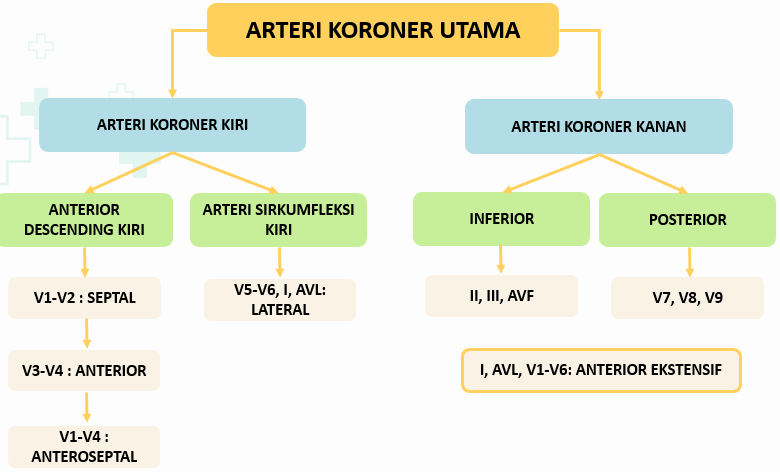 ARTERI KORONER UTAMA
ARTERI KORONER KIRI
ARTERI KORONER KANAN
ANTERIOR
DESCENDING KIRI
ARTERI SIRKUMFLEKSI
KIRI
INFERIOR
POSTERIOR
V1-V2 : SEPTAL
V5-V6, I, AVL:
LATERAL
II, III, AVF
V7, V8, V9
V3-V4 : ANTERIOR
I, AVL, V1-V6: ANTERIOR EKSTENSIF
V1-V4 :
ANTEROSEPTAL